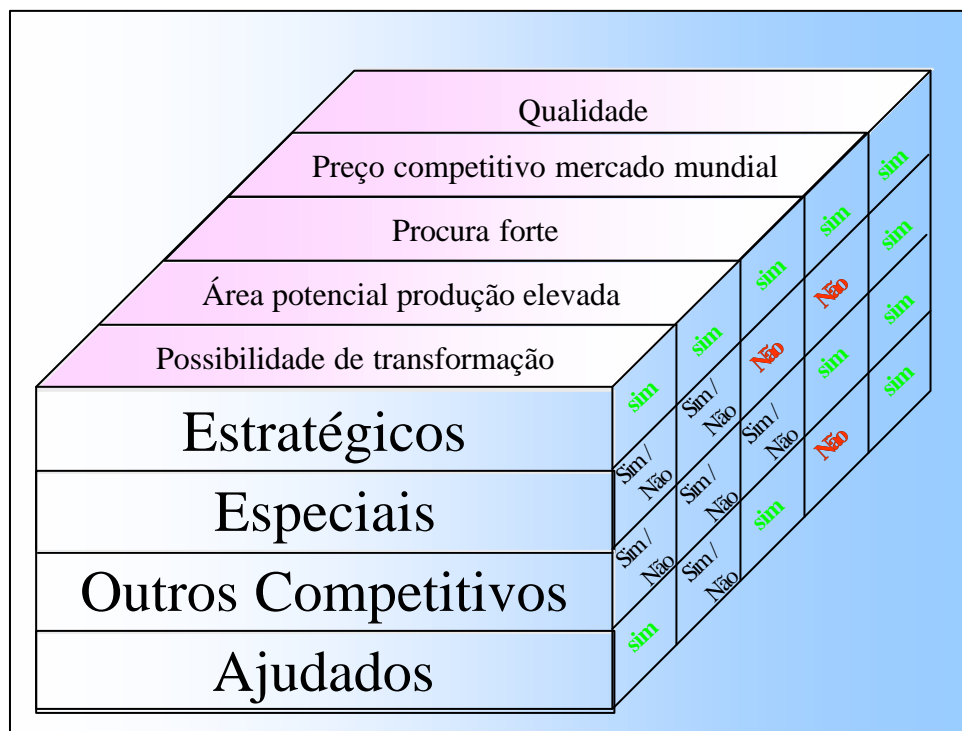 Qualidade
Preço competitivo mercado mundial
Procura forte
Área potencial produção elevada
Possibilidade de transformação
Estratégicos
sim
sim
sim
sim
sim
Especiais
Sim /
Não
Sim /
Não
Não
Não
sim
Outros Competitivos
Sim /
Não
Sim /
Não
Sim /
Não
sim
sim
Ajudados
sim
Sim /
Não
sim
Não
sim